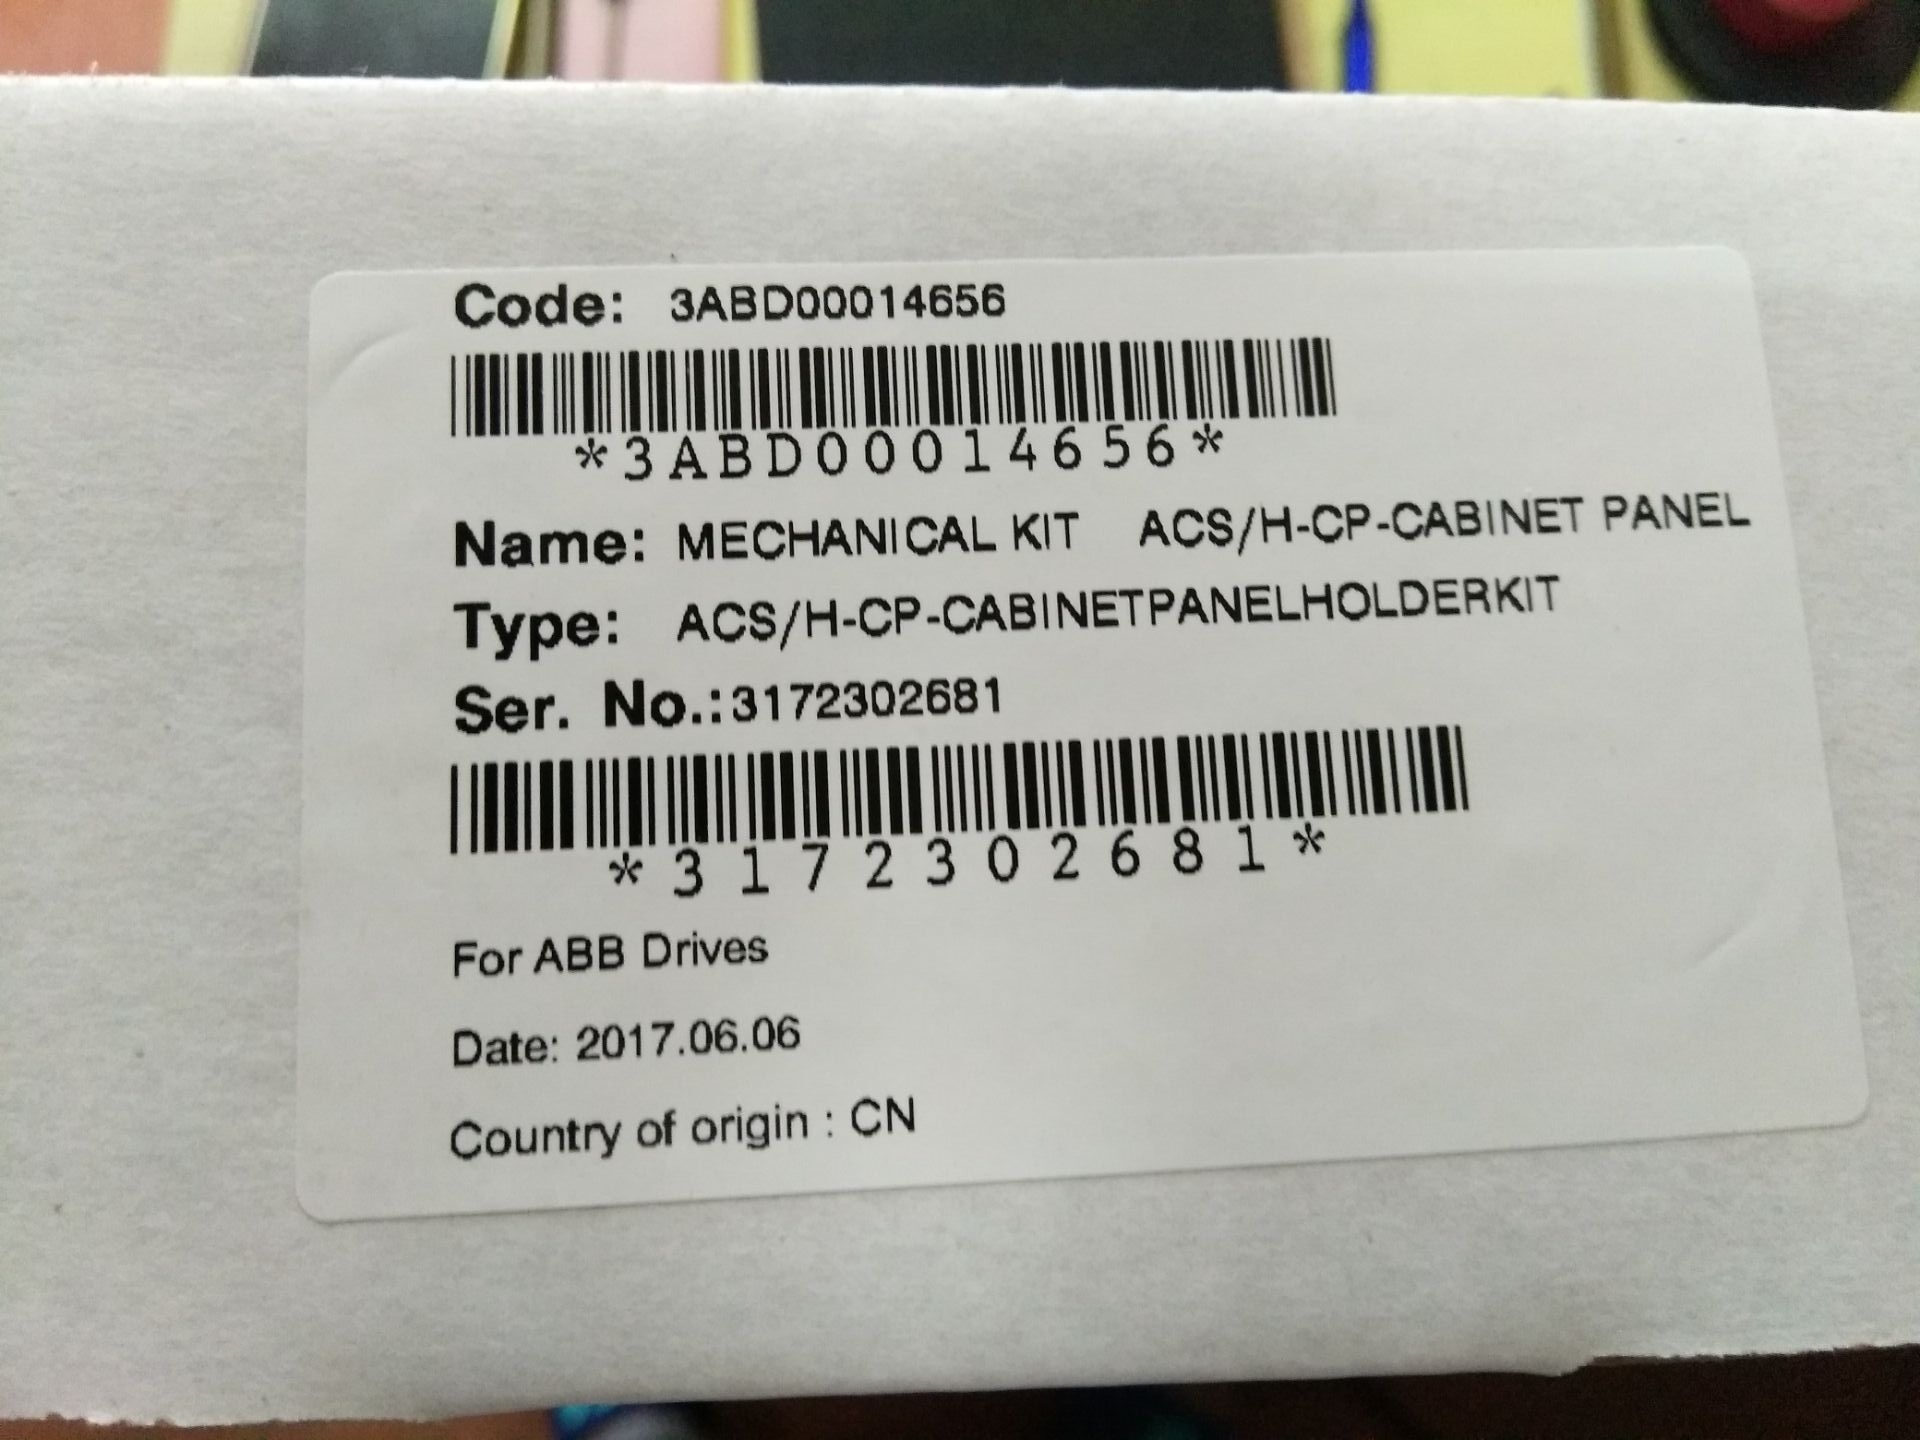 Code: 3ABD00014656
*3ABD00014656*
Name: MECHANICAL KIT ACS/H-CP-CABINET PANEL
Type: ACS/H-CP-CABINETPANELHOLDERKIT
Ser. No.:3172302681
*3172302681*
For ABB Drives
Date: 2017.06.06
Country of origin : CN